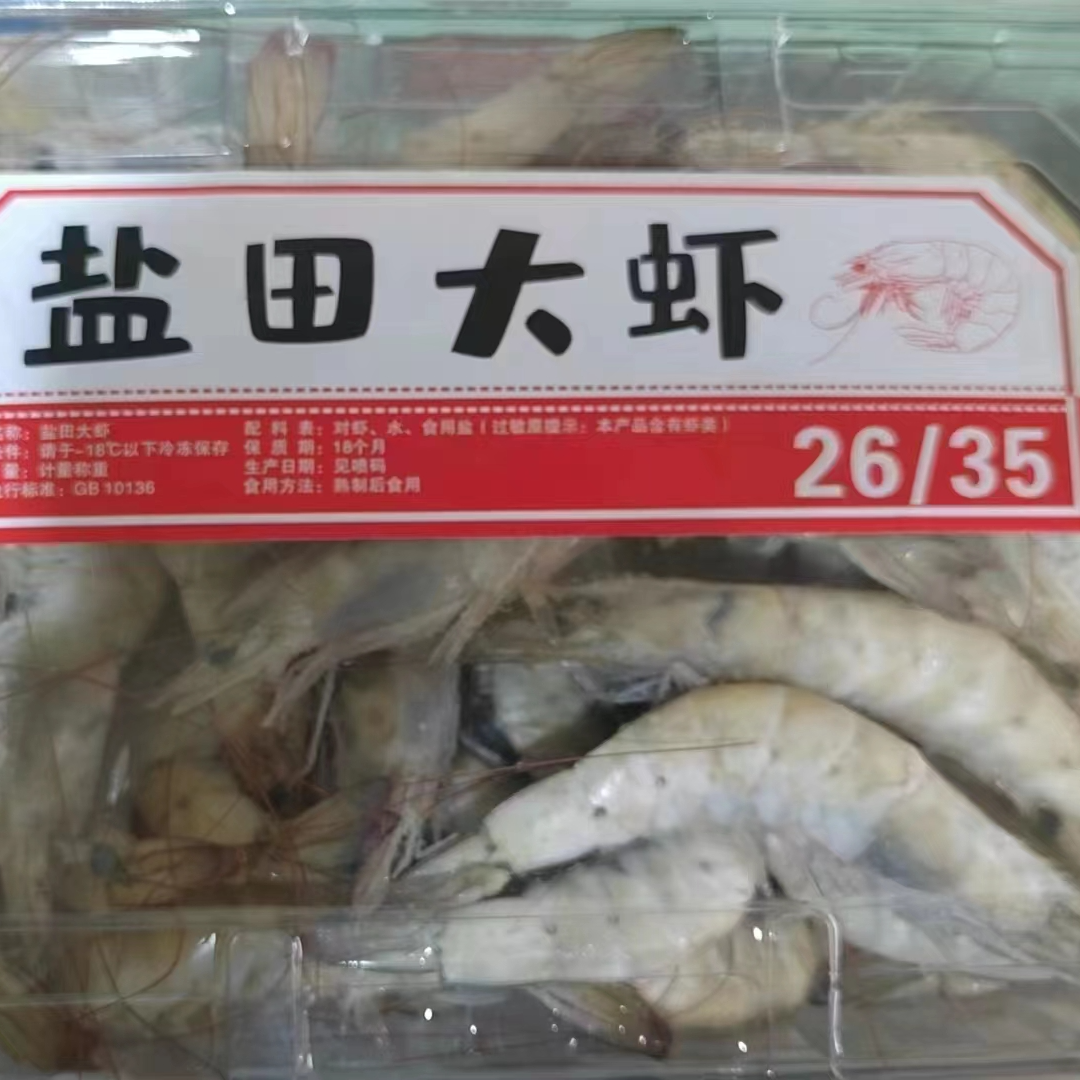 盐田大虾
名称：盐田大虾
条件：请于-18℃以下冷冻保存
量：计量称重
执行标准：GB 10136
配 料 表：对虾、水、食用盐（过敏原提示：本产品含有虾类）
保 质 期：18个月
生产日期：见喷码
食用方法：熟制后食用
26/35